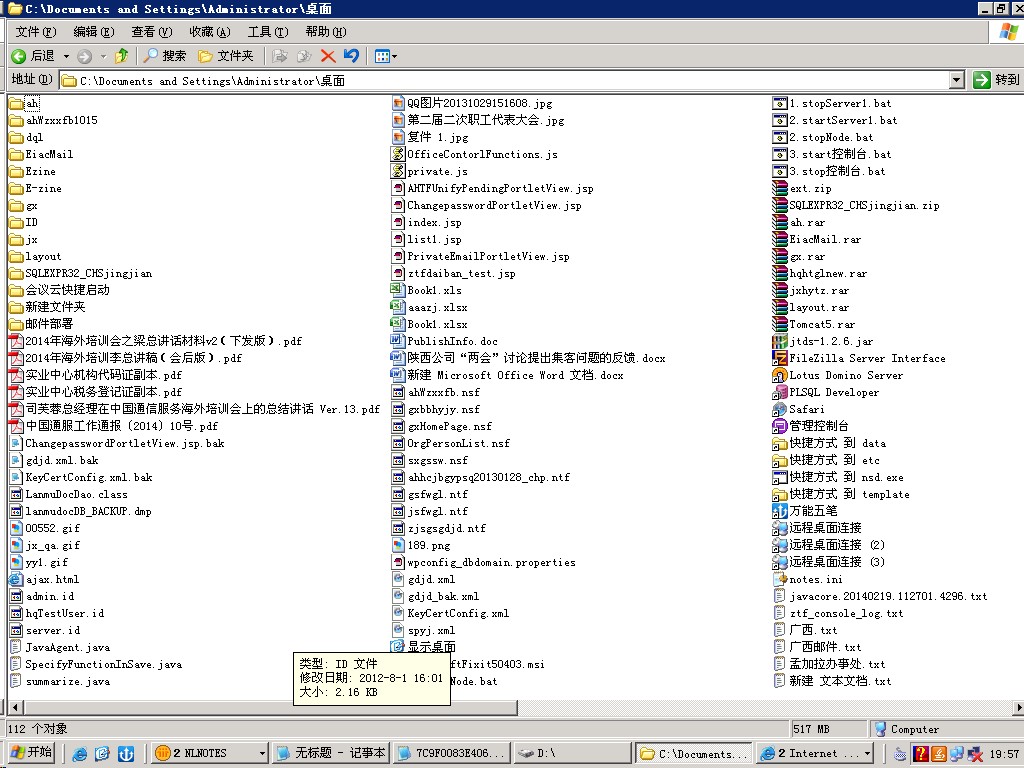 C:\Documents and Settings\Administrator\桌面
文件(F) 编辑(E) 查看(V) 收藏(A) 工具(T) 帮助(H)
后退 搜索 文件夹
地址(D) C:\Documents and Settings\Administrator\桌面 转到
ah
ahWzxxfb1015
dql
EiacMail
Ezine
E-zine
gx
ID
jx
layout
SQLEXPR32_CHSjingjian
会议云快捷启动
新建文件夹
邮件部署
2014年海外培训会之梁总讲话材料v2(下发版).pdf
2014年海外培训李总讲稿(会后版).pdf
实业中心机构代码证副本.pdf
实业中心税务登记证副本.pdf
司芙蓉总经理在中国通信服务海外培训会上的总结讲话 Ver.13.pdf
中国通服工作通报〔2014〕10号.pdf
ChangepasswordPortletView.jsp.bak
gdjd.xml.bak
KeyCertConfig.xml.bak
LanmuDocDao.class
lanmudocDB_BACKUP.dmp
00552.gif
jx_qa.gif
yy1.gif
ajax.html
admin.id
hqTestUser.id
server.id
JavaAgent.java
SpecifyFunctionInSave.java
summarize.java
QQ图片20131029151608.jpg
第二届二次职工代表大会.jpg
复件 1.jpg
OfficeContorlFunctions.js
private.js
AHTFUnifyPendingPortletView.jsp
ChangepasswordPortletView.jsp
index.jsp
list1.jsp
PrivateEmailPortletView.jsp
ztfdaiban_test.jsp
Book1.xls
aaazj.xlsx
Book1.xlsx
PublishInfo.doc
陕西公司“两会”讨论提出集客问题的反馈.docx
新建 Microsoft Office Word 文档.docx
ahWzxxfb.nsf
gxbbhyjy.nsf
gxHomePage.nsf
OrgPersonList.nsf
sxgssw.nsf
ahhcjbgypsq20130128_chp.ntf
gsfwgl.ntf
jsfwgl.ntf
zjsgsgdjd.ntf
189.png
wpconfig_dbdomain.properties
gdjd.xml
gdjd_bak.xml
KeyCertConfig.xml
spyj.xml
显示桌面
ftFixit50403.msi
Node.bat
1.stopServer1.bat
2.startServer1.bat
2.stopNode.bat
3.start控制台.bat
3.stop控制台.bat
ext.zip
SQLEXPR32_CHSjingjian.zip
ah.rar
EiacMail.rar
gx.rar
hqhtglnew.rar
jxhytz.rar
layout.rar
Tomcat5.rar
jtds-1.2.6.jar
FileZilla Server Interface
Lotus Domino Server
PLSQL Developer
Safari
管理控制台
快捷方式 到 data
快捷方式 到 etc
快捷方式 到 nsd.exe
快捷方式 到 template
万能五笔
远程桌面连接
远程桌面连接 (2)
远程桌面连接 (3)
notes.ini
javacore.20140219.112701.4296.txt
ztf_console_log.txt
广西.txt
广西邮件.txt
孟加拉办事处.txt
新建 文本文档.txt
类型: ID 文件
修改日期: 2012-8-1 16:01
大小: 2.16 KB
112 个对象 517 MB Computer
开始 2 NLNOTES 无标题 - 记事本 7C9F0083E406... D:\ C:\Documents... 2 Internet ... 19:57